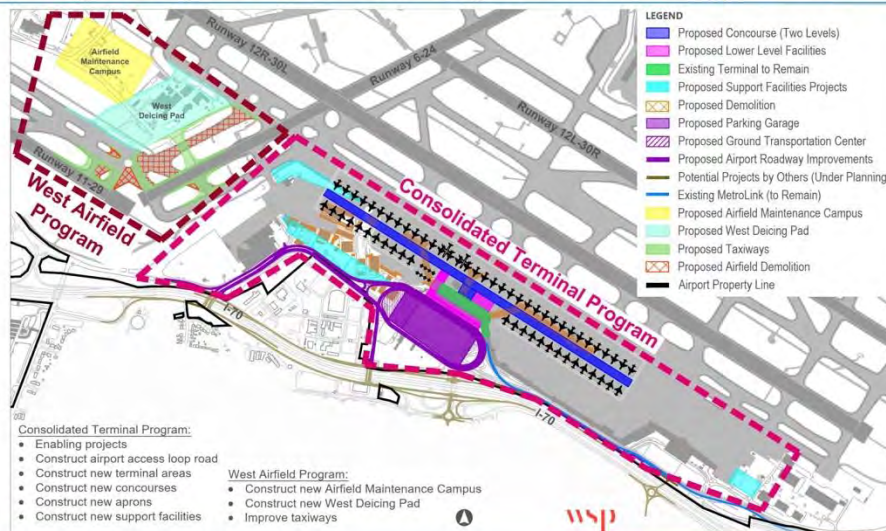 Airfield
Maintenance
Campus
West
Deicing Pad
Runway 12R-30L
Runway 6-24
Runway 12L-30R
Runway 11-29
West Airfield
Program
Consolidated Terminal Program
I-70
I-70
LEGEND
Proposed Concourse (Two Levels)
Proposed Lower Level Facilities
Existing Terminal to Remain
Proposed Support Facilities Projects
Proposed Demolition
Proposed Parking Garage
Proposed Ground Transportation Center
Proposed Airport Roadway Improvements
Potential Projects by Others (Under Planning)
Existing MetroLink (to Remain)
Proposed Airfield Maintenance Campus
Proposed West Deicing Pad
Proposed Taxiways
Proposed Airfield Demolition
Airport Property Line
Consolidated Terminal Program:
• Enabling projects
• Construct airport access loop road
• Construct new terminal areas
• Construct new concourses
• Construct new aprons
• Construct new support facilities
West Airfield Program:
• Construct new Airfield Maintenance Campus
• Construct new West Deicing Pad
• Improve taxiways
wsp